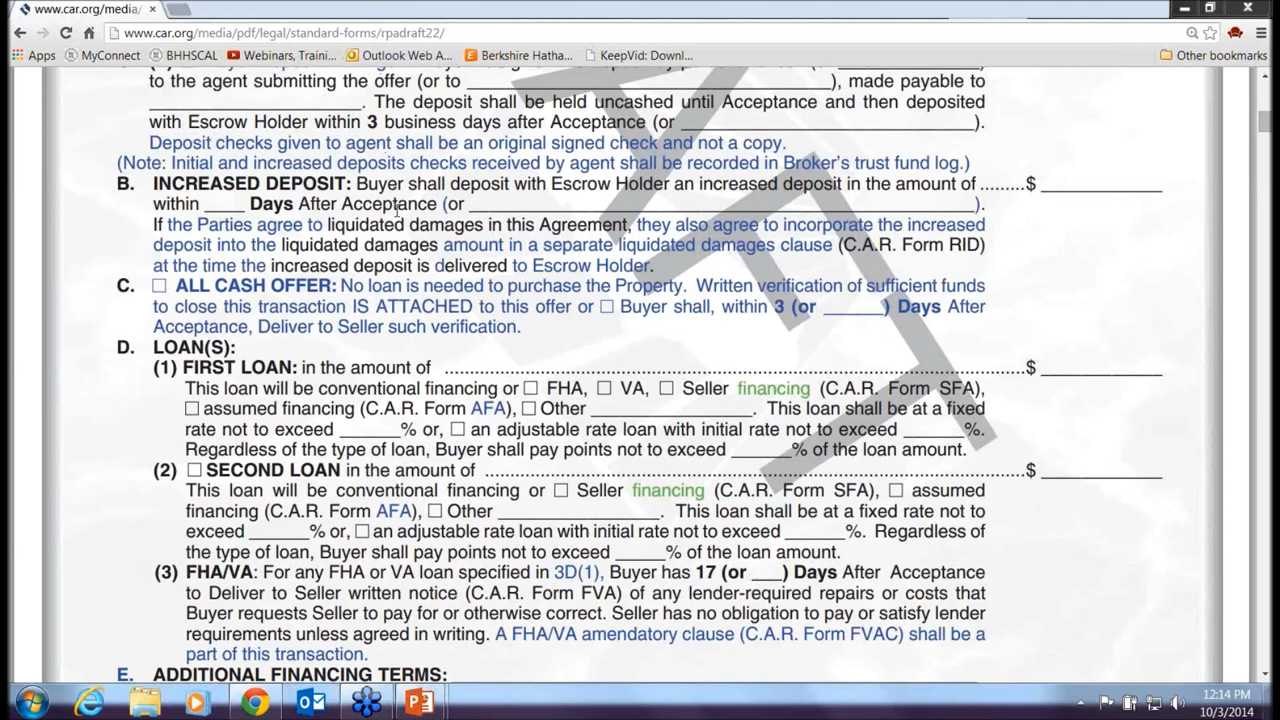 www.car.org/media/
www.car.org/media/pdf/legal/standard-forms/rpadraft22/
Apps MyConnect BHHSCAL Webinars, Traini... Outlook Web A... Berkshire Hatha... KeepVid: Downl... Other bookmarks
to the agent submitting the offer (or to ____________________), made payable to
____________________. The deposit shall be held uncashed until Acceptance and then deposited
with Escrow Holder within 3 business days after Acceptance (or ____________________).
Deposit checks given to agent shall be an original signed check and not a copy.
(Note: Initial and increased deposits checks received by agent shall be recorded in Broker's trust fund log.)
B. INCREASED DEPOSIT: Buyer shall deposit with Escrow Holder an increased deposit in the amount of ........$ ____________
within ____ Days After Acceptance (or ____________________).
If the Parties agree to liquidated damages in this Agreement, they also agree to incorporate the increased
deposit into the liquidated damages amount in a separate liquidated damages clause (C.A.R. Form RID)
at the time the increased deposit is delivered to Escrow Holder.
C. ☐ ALL CASH OFFER: No loan is needed to purchase the Property. Written verification of sufficient funds
to close this transaction IS ATTACHED to this offer or ☐ Buyer shall, within 3 (or ______) Days After
Acceptance, Deliver to Seller such verification.
D. LOAN(S):
(1) FIRST LOAN: in the amount of ........................................$ ____________
This loan will be conventional financing or ☐ FHA, ☐ VA, ☐ Seller financing (C.A.R. Form SFA),
☐ assumed financing (C.A.R. Form AFA), ☐ Other ________________. This loan shall be at a fixed
rate not to exceed ______% or, ☐ an adjustable rate loan with initial rate not to exceed ______%.
Regardless of the type of loan, Buyer shall pay points not to exceed ______% of the loan amount.
(2) ☐ SECOND LOAN in the amount of ........................................$ ____________
This loan will be conventional financing or ☐ Seller financing (C.A.R. Form SFA), ☐ assumed
financing (C.A.R. Form AFA), ☐ Other ________________. This loan shall be at a fixed rate not to
exceed ______% or, ☐ an adjustable rate loan with initial rate not to exceed ______%. Regardless of
the type of loan, Buyer shall pay points not to exceed _____% of the loan amount.
(3) FHA/VA: For any FHA or VA loan specified in 3D(1), Buyer has 17 (or ___) Days After Acceptance
to Deliver to Seller written notice (C.A.R. Form FVA) of any lender-required repairs or costs that
Buyer requests Seller to pay for or otherwise correct. Seller has no obligation to pay or satisfy lender
requirements unless agreed in writing. A FHA/VA amendatory clause (C.A.R. Form FVAC) shall be a
part of this transaction.
E. ADDITIONAL FINANCING TERMS:
12:14 PM
10/3/2014